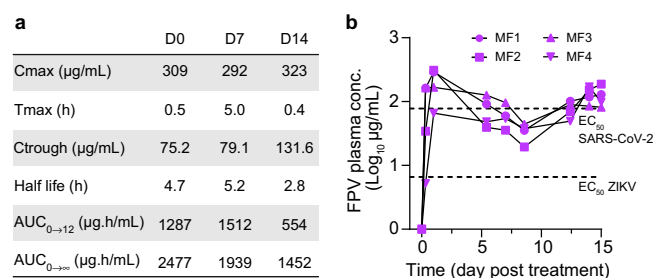 a
D0 D7 D14
Cmax (µg/mL) 309 292 323
Tmax (h) 0.5 5.0 0.4
Ctrough (µg/mL) 75.2 79.1 131.6
Half life (h) 4.7 5.2 2.8
AUC0→12 (µg.h/mL) 1287 1512 554
AUC0→∞ (µg.h/mL) 2477 1939 1452
b
FPV plasma conc.
(Log10 µg/mL)
3
2
1
0
MF1 MF3
MF2 MF4
EC50
SARS-CoV-2
EC50 ZIKV
0 5 10 15
Time (day post treatment)